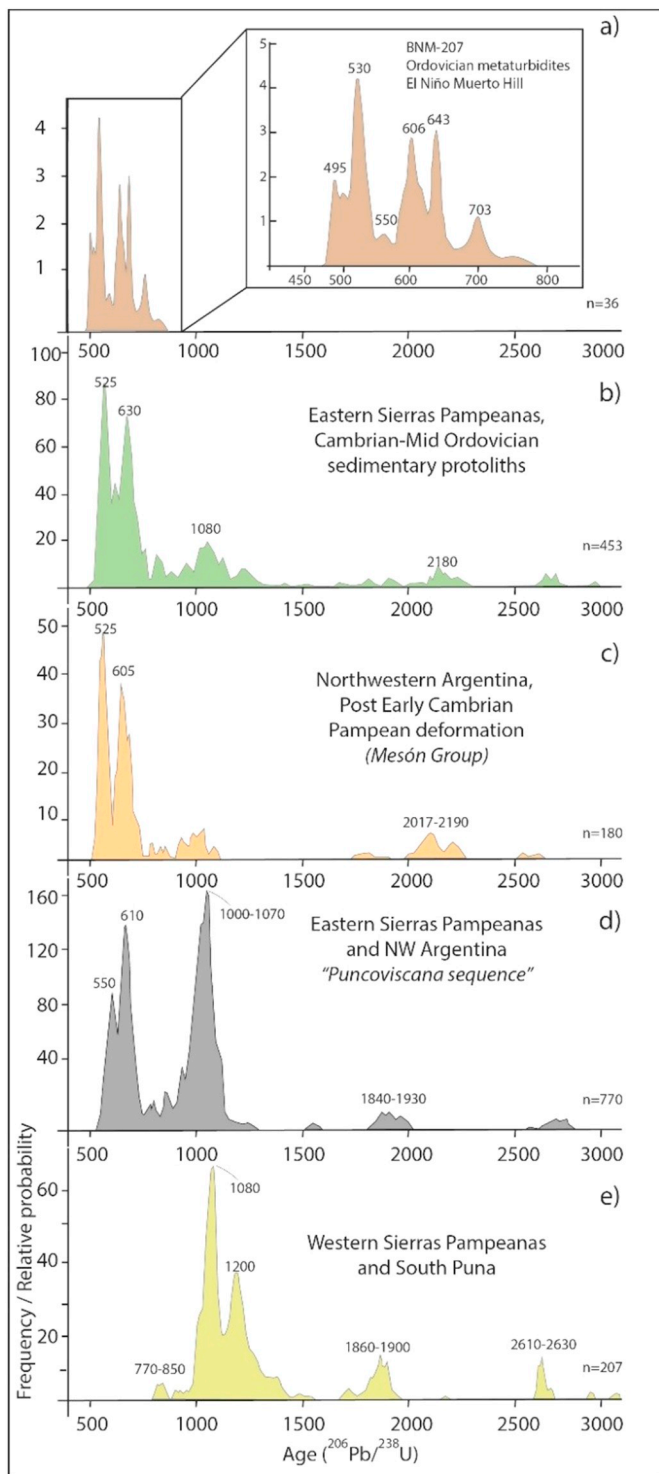 a)
BNM-207
Ordovician metaturbidites
El Niño Muerto Hill
5
4
3
2
1
530
606
643
495
550
703
450 500 600 700 800
4
3
2
1
n=36
500 1000 1500 2000 2500 3000
b)
100
80
60
40
20
525
630
1080
2180
Eastern Sierras Pampeanas,
Cambrian-Mid Ordovician
sedimentary protoliths
n=453
500 1000 1500 2000 2500 3000
c)
50
40
30
20
10
525
605
2017-2190
Northwestern Argentina,
Post Early Cambrian
Pampean deformation
(Mesón Group)
n=180
500 1000 1500 2000 2500 3000
d)
160
120
80
40
610
550
1000-1070
1840-1930
Eastern Sierras Pampeanas
and NW Argentina
“Puncoviscana sequence”
n=770
500 1000 1500 2000 2500 3000
e)
60
40
20
1080
1200
770-850
1860-1900
2610-2630
Western Sierras Pampeanas
and South Puna
n=207
500 1000 1500 2000 2500 3000
Frequency / Relative probability
Age (²⁰⁶Pb/²³⁸U)